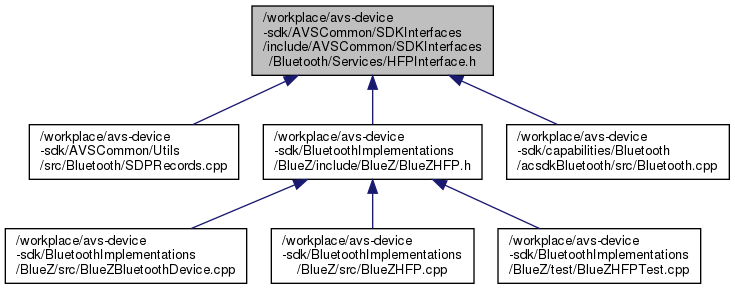 /workplace/avs-device
-sdk/AVSCommon/SDKInterfaces
/include/AVSCommon/SDKInterfaces
/Bluetooth/Services/HFPInterface.h
/workplace/avs-device
-sdk/AVSCommon/Utils
/src/Bluetooth/SDPRecords.cpp
/workplace/avs-device
-sdk/BluetoothImplementations
/BlueZ/include/BlueZ/BlueZHFP.h
/workplace/avs-device
-sdk/capabilities/Bluetooth
/acsdkBluetooth/src/Bluetooth.cpp
/workplace/avs-device
-sdk/BluetoothImplementations
/BlueZ/src/BlueZBluetoothDevice.cpp
/workplace/avs-device
-sdk/BluetoothImplementations
/BlueZ/src/BlueZHFP.cpp
/workplace/avs-device
-sdk/BluetoothImplementations
/BlueZ/test/BlueZHFPTest.cpp